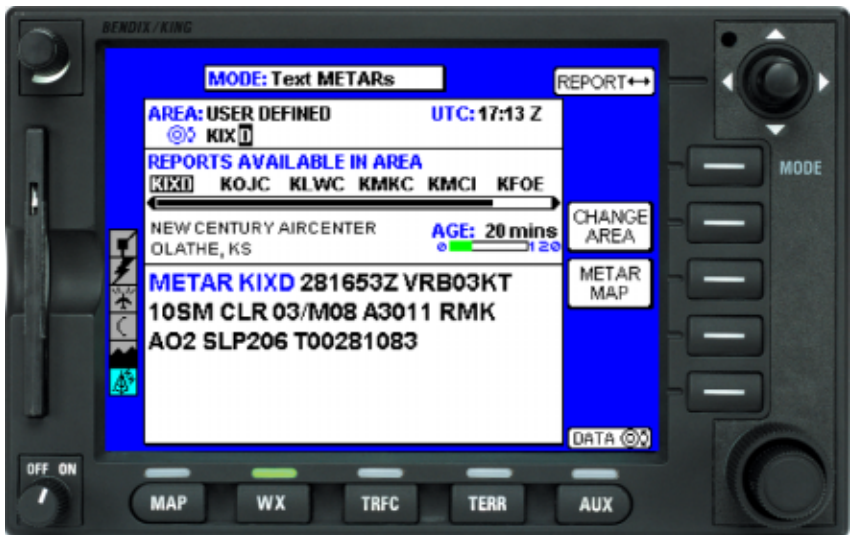 BENDIX/KING
MODE: Text METARs
REPORT↔
AREA: USER DEFINED UTC: 17:13 Z
KIXD
REPORTS AVAILABLE IN AREA
KIXD KOJC KLWC KMKC KMCI KFOE
NEW CENTURY AIRCENTER
OLATHE, KS
AGE: 20 mins
0 120
METAR KIXD 281653Z VRB03KT
10SM CLR 03/M08 A3011 RMK
AO2 SLP206 T00281083
MODE
CHANGE
AREA
METAR
MAP
DATA
OFF ON
MAP WX TRFC TERR AUX